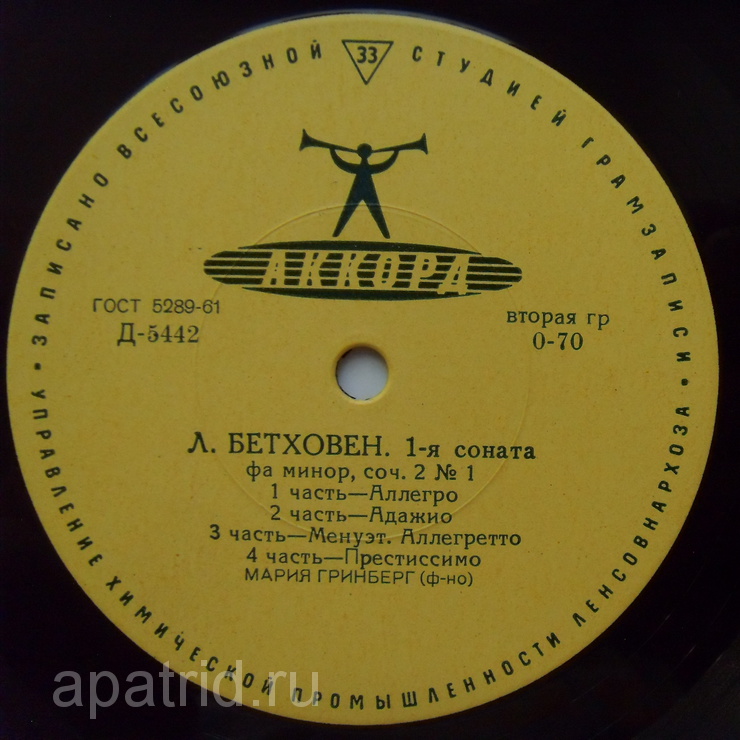 ЗАПИСАНО ВСЕСОЮЗНОЙ 33 СТУДИЕЙ ГРАМЗАПИСИ
АККОРД
ГОСТ 5289-61
Д-5442
вторая гр
0-70
Л. БЕТХОВЕН. 1-я соната
фа минор, соч. 2 № 1
1 часть—Аллегро
2 часть—Адажио
3 часть—Менуэт. Аллегретто
4 часть—Престиссимо
МАРИЯ ГРИНБЕРГ (ф-но)
УПРАВЛЕНИЕ ХИМИЧЕСКОЙ ПРОМЫШЛЕННОСТИ ЛЕНСОВНАРХОЗА
apatrid.ru